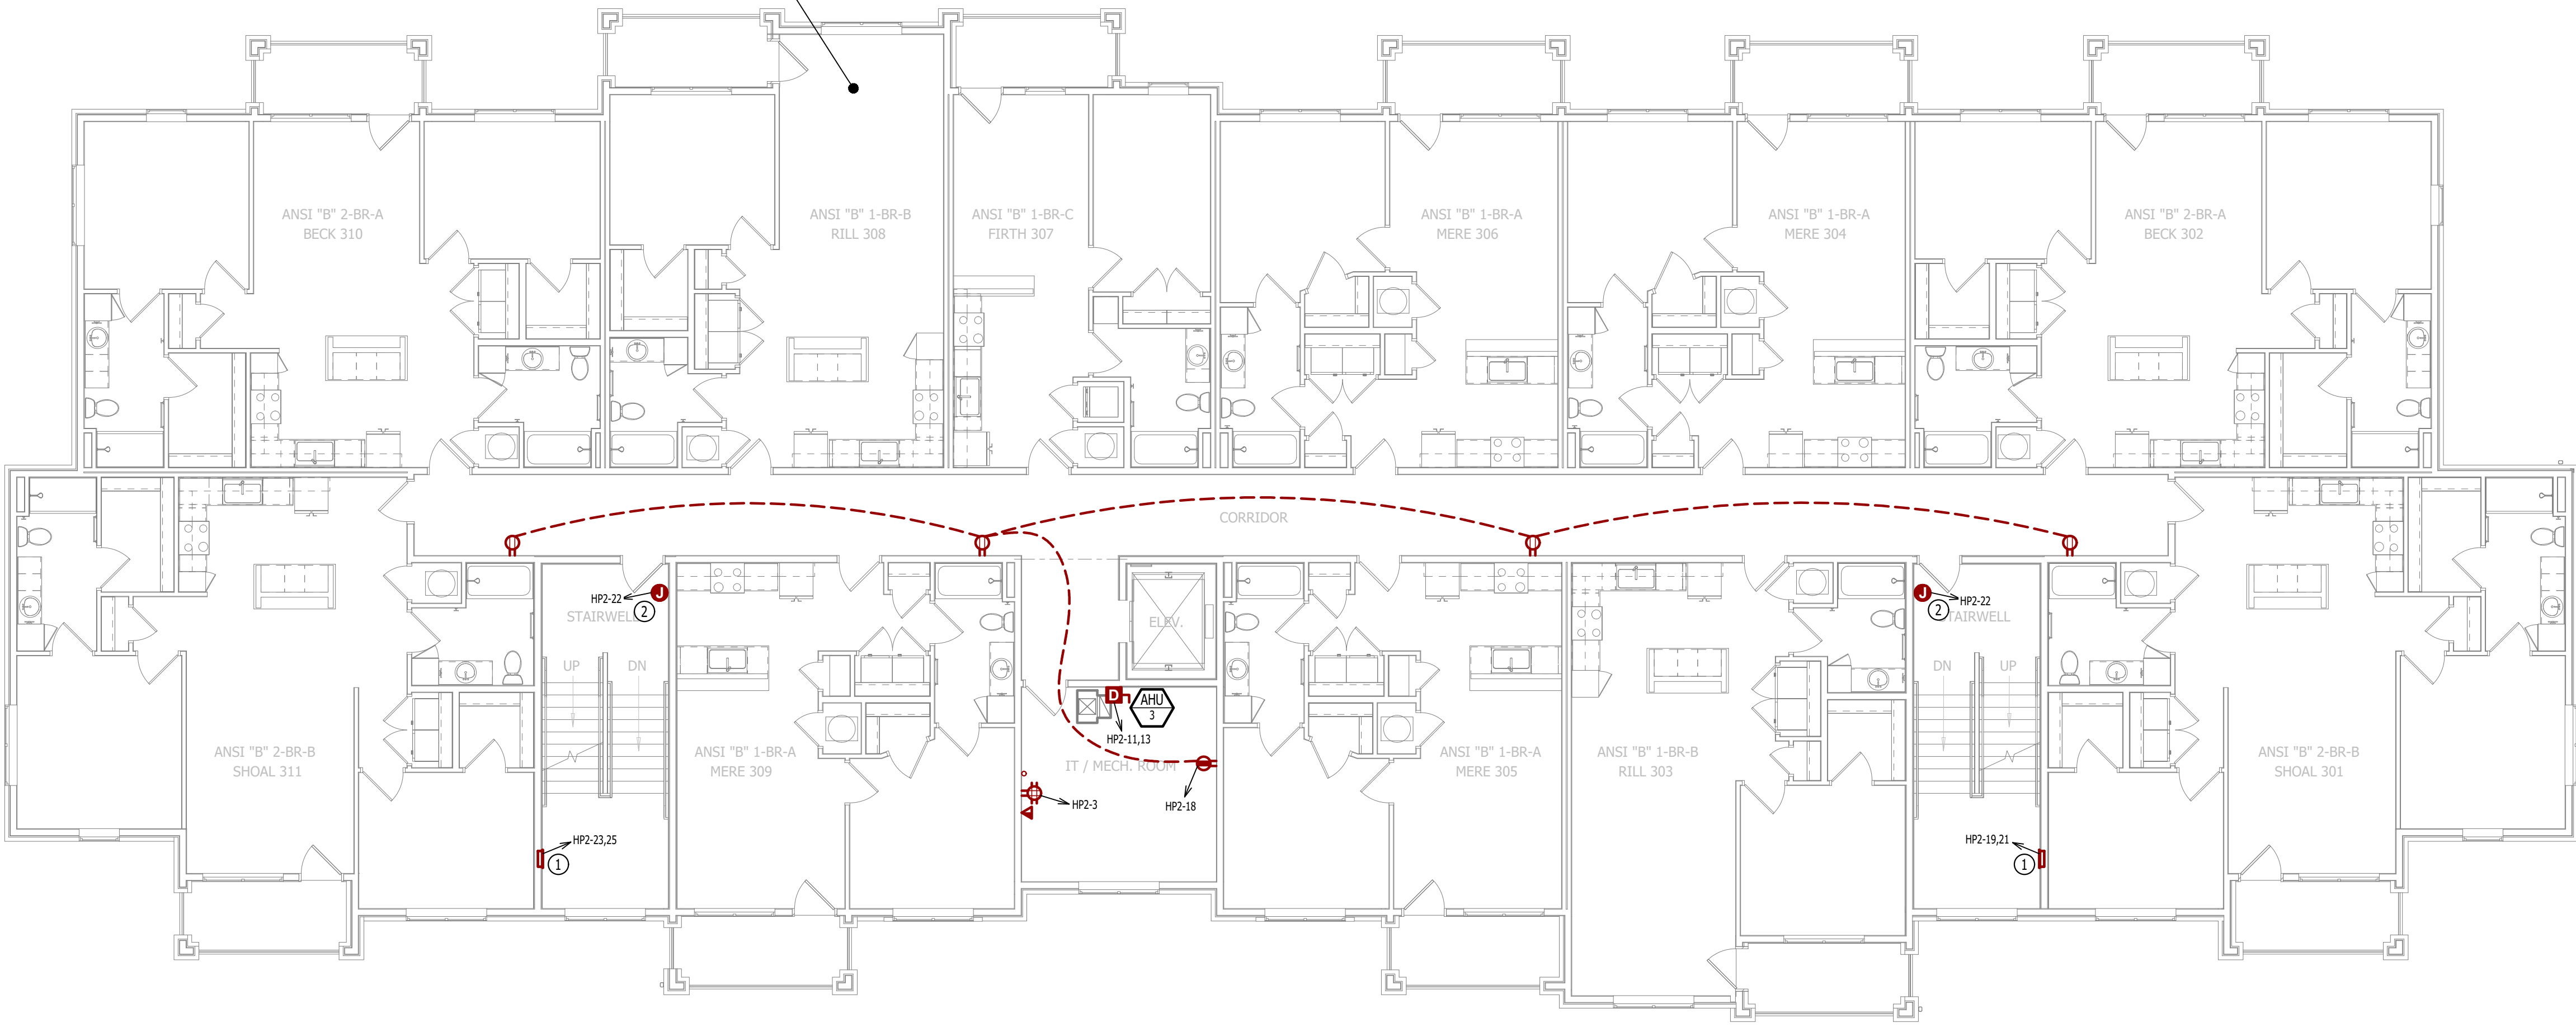 ANSI "B" 2-BR-A
BECK 310
ANSI "B" 1-BR-B
RILL 308
ANSI "B" 1-BR-C
FIRTH 307
ANSI "B" 1-BR-A
MERE 306
ANSI "B" 1-BR-A
MERE 304
ANSI "B" 2-BR-A
BECK 302
CORRIDOR
HP2-22
J
2
STAIRWELL
UP
DN
ELEV.
J
HP2-22
2
STAIRWELL
DN
UP
D
AHU
3
HP2-11,13
ANSI "B" 2-BR-B
SHOAL 311
ANSI "B" 1-BR-A
MERE 309
IT / MECH. ROOM
ANSI "B" 1-BR-A
MERE 305
ANSI "B" 1-BR-B
RILL 303
ANSI "B" 2-BR-B
SHOAL 301
HP2-3
HP2-18
HP2-23,25
1
HP2-19,21
1